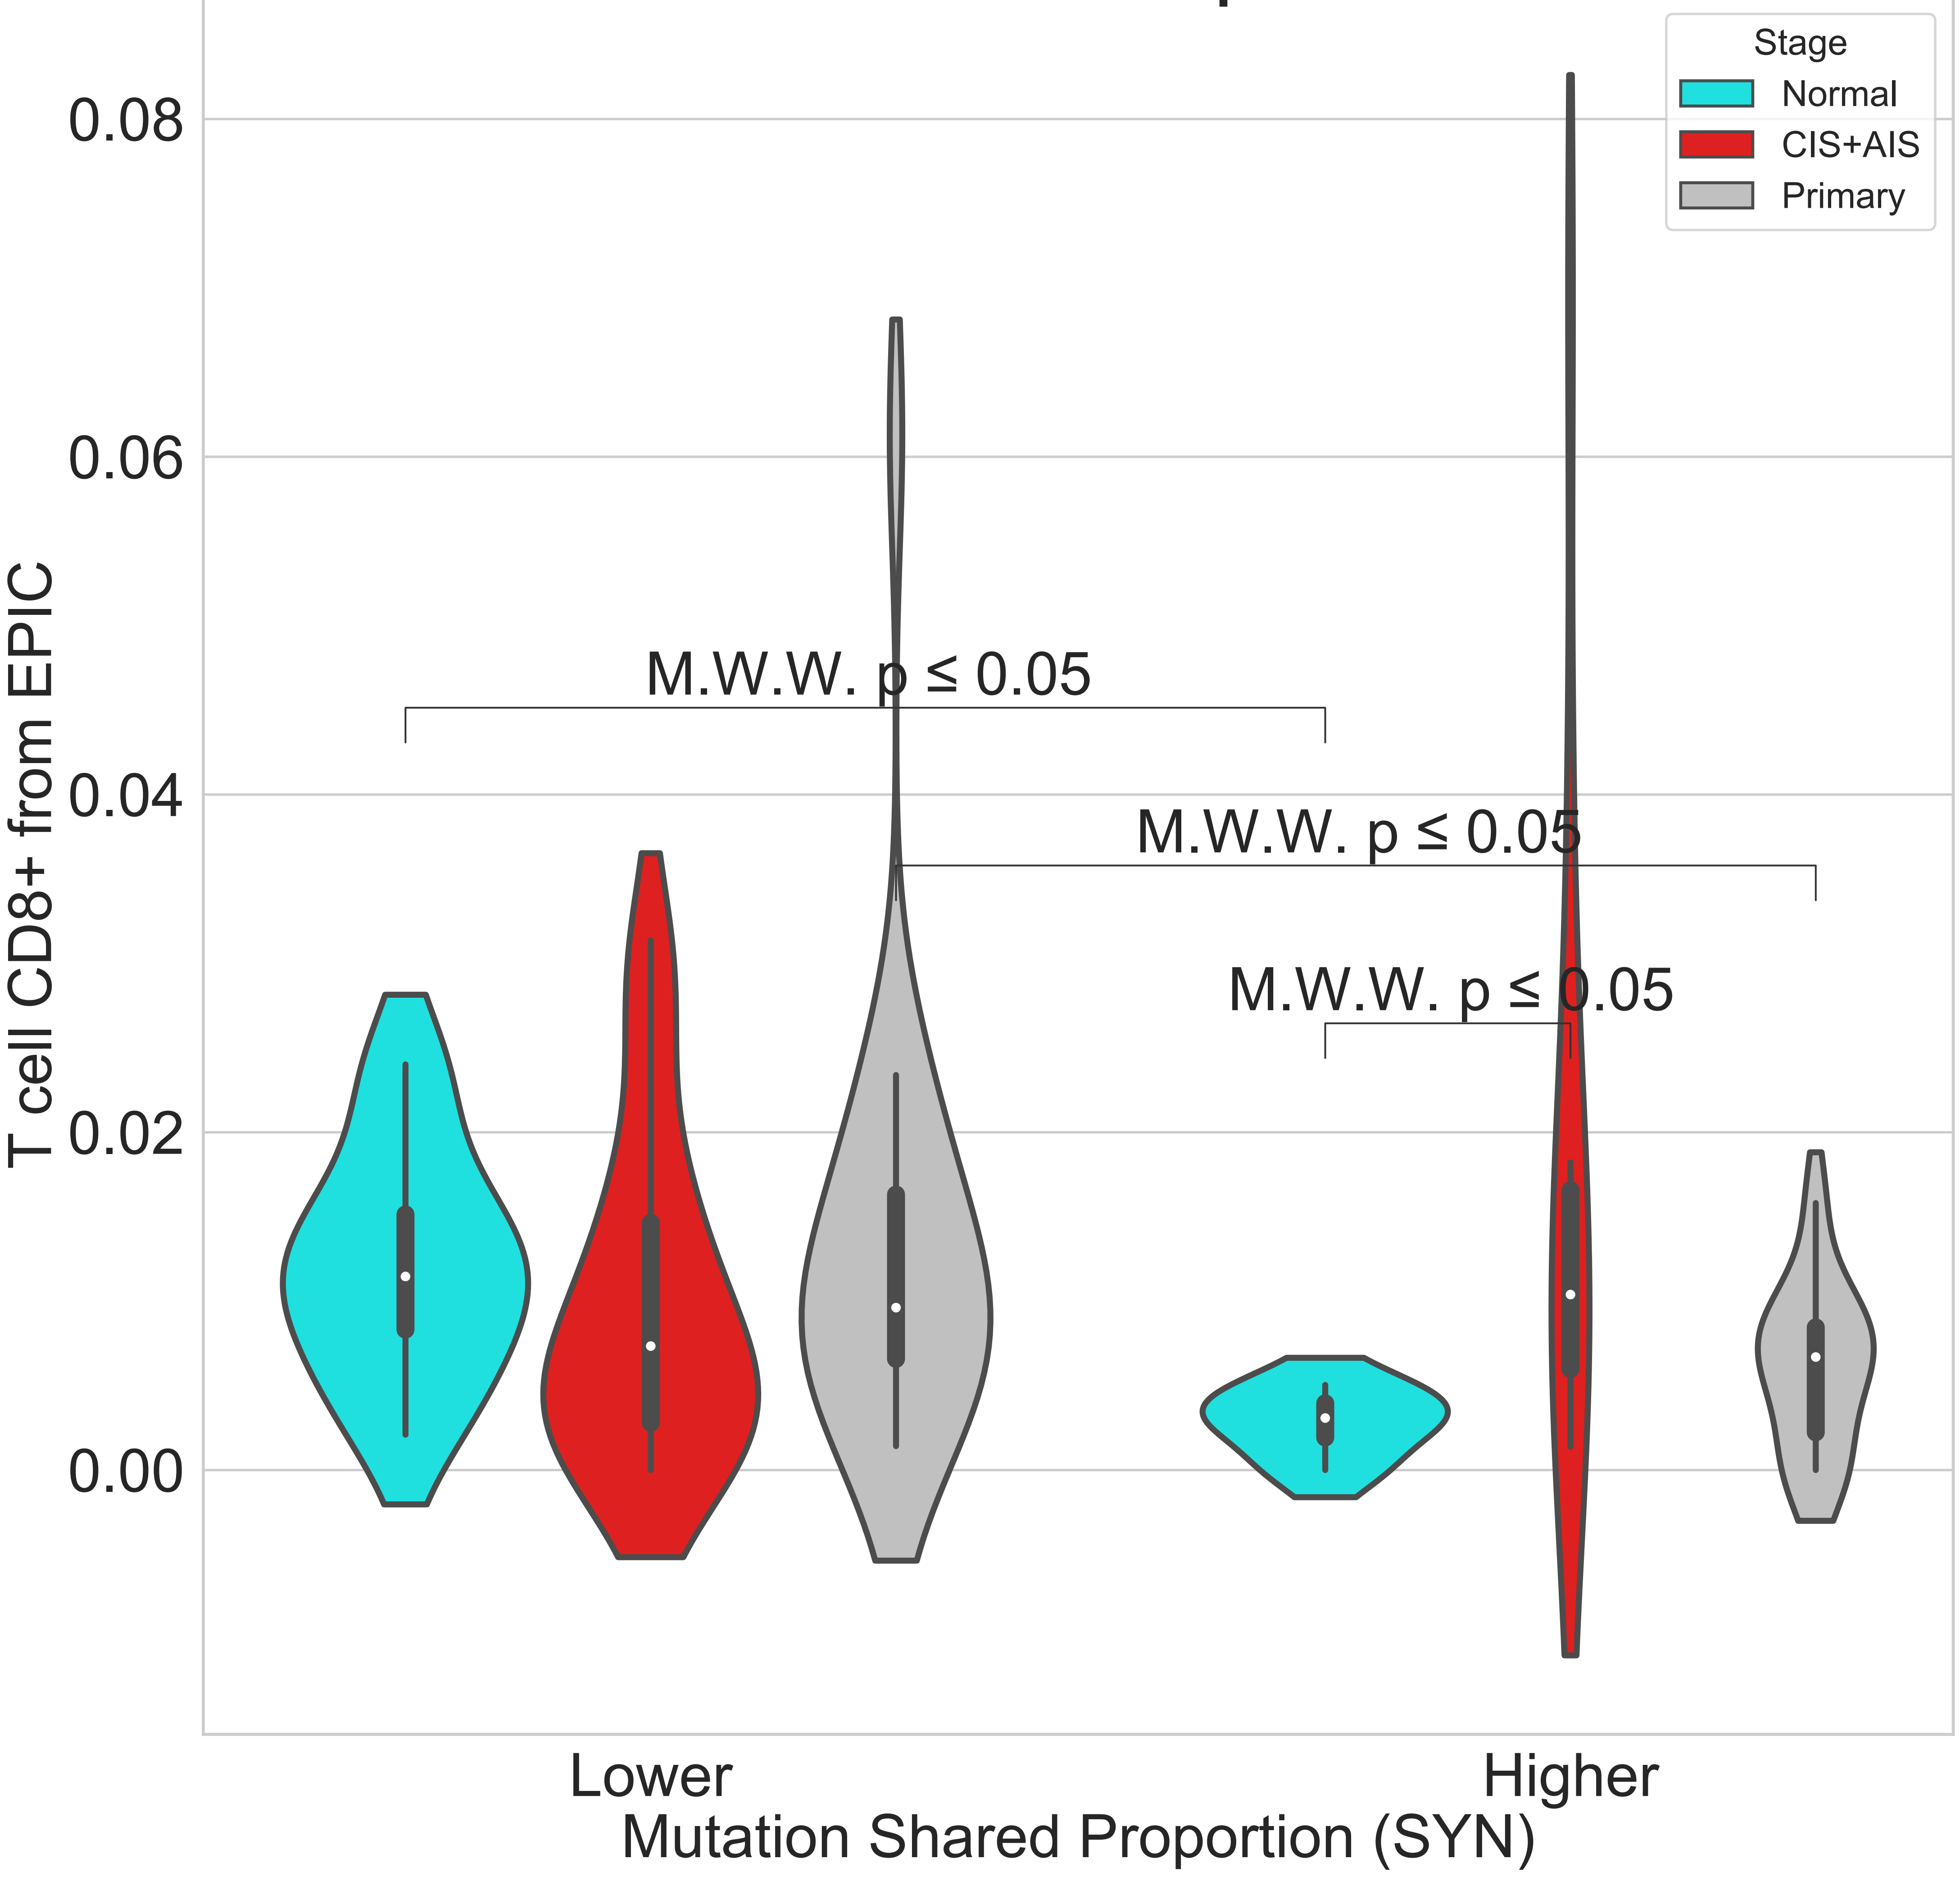 Stage
Normal
CIS+AIS
Primary
0.08
0.06
0.04
0.02
0.00
T cell CD8+ from EPIC
M.W.W. p ≤ 0.05
M.W.W. p ≤ 0.05
M.W.W. p ≤ 0.05
Lower
Higher
Mutation Shared Proportion (SYN)